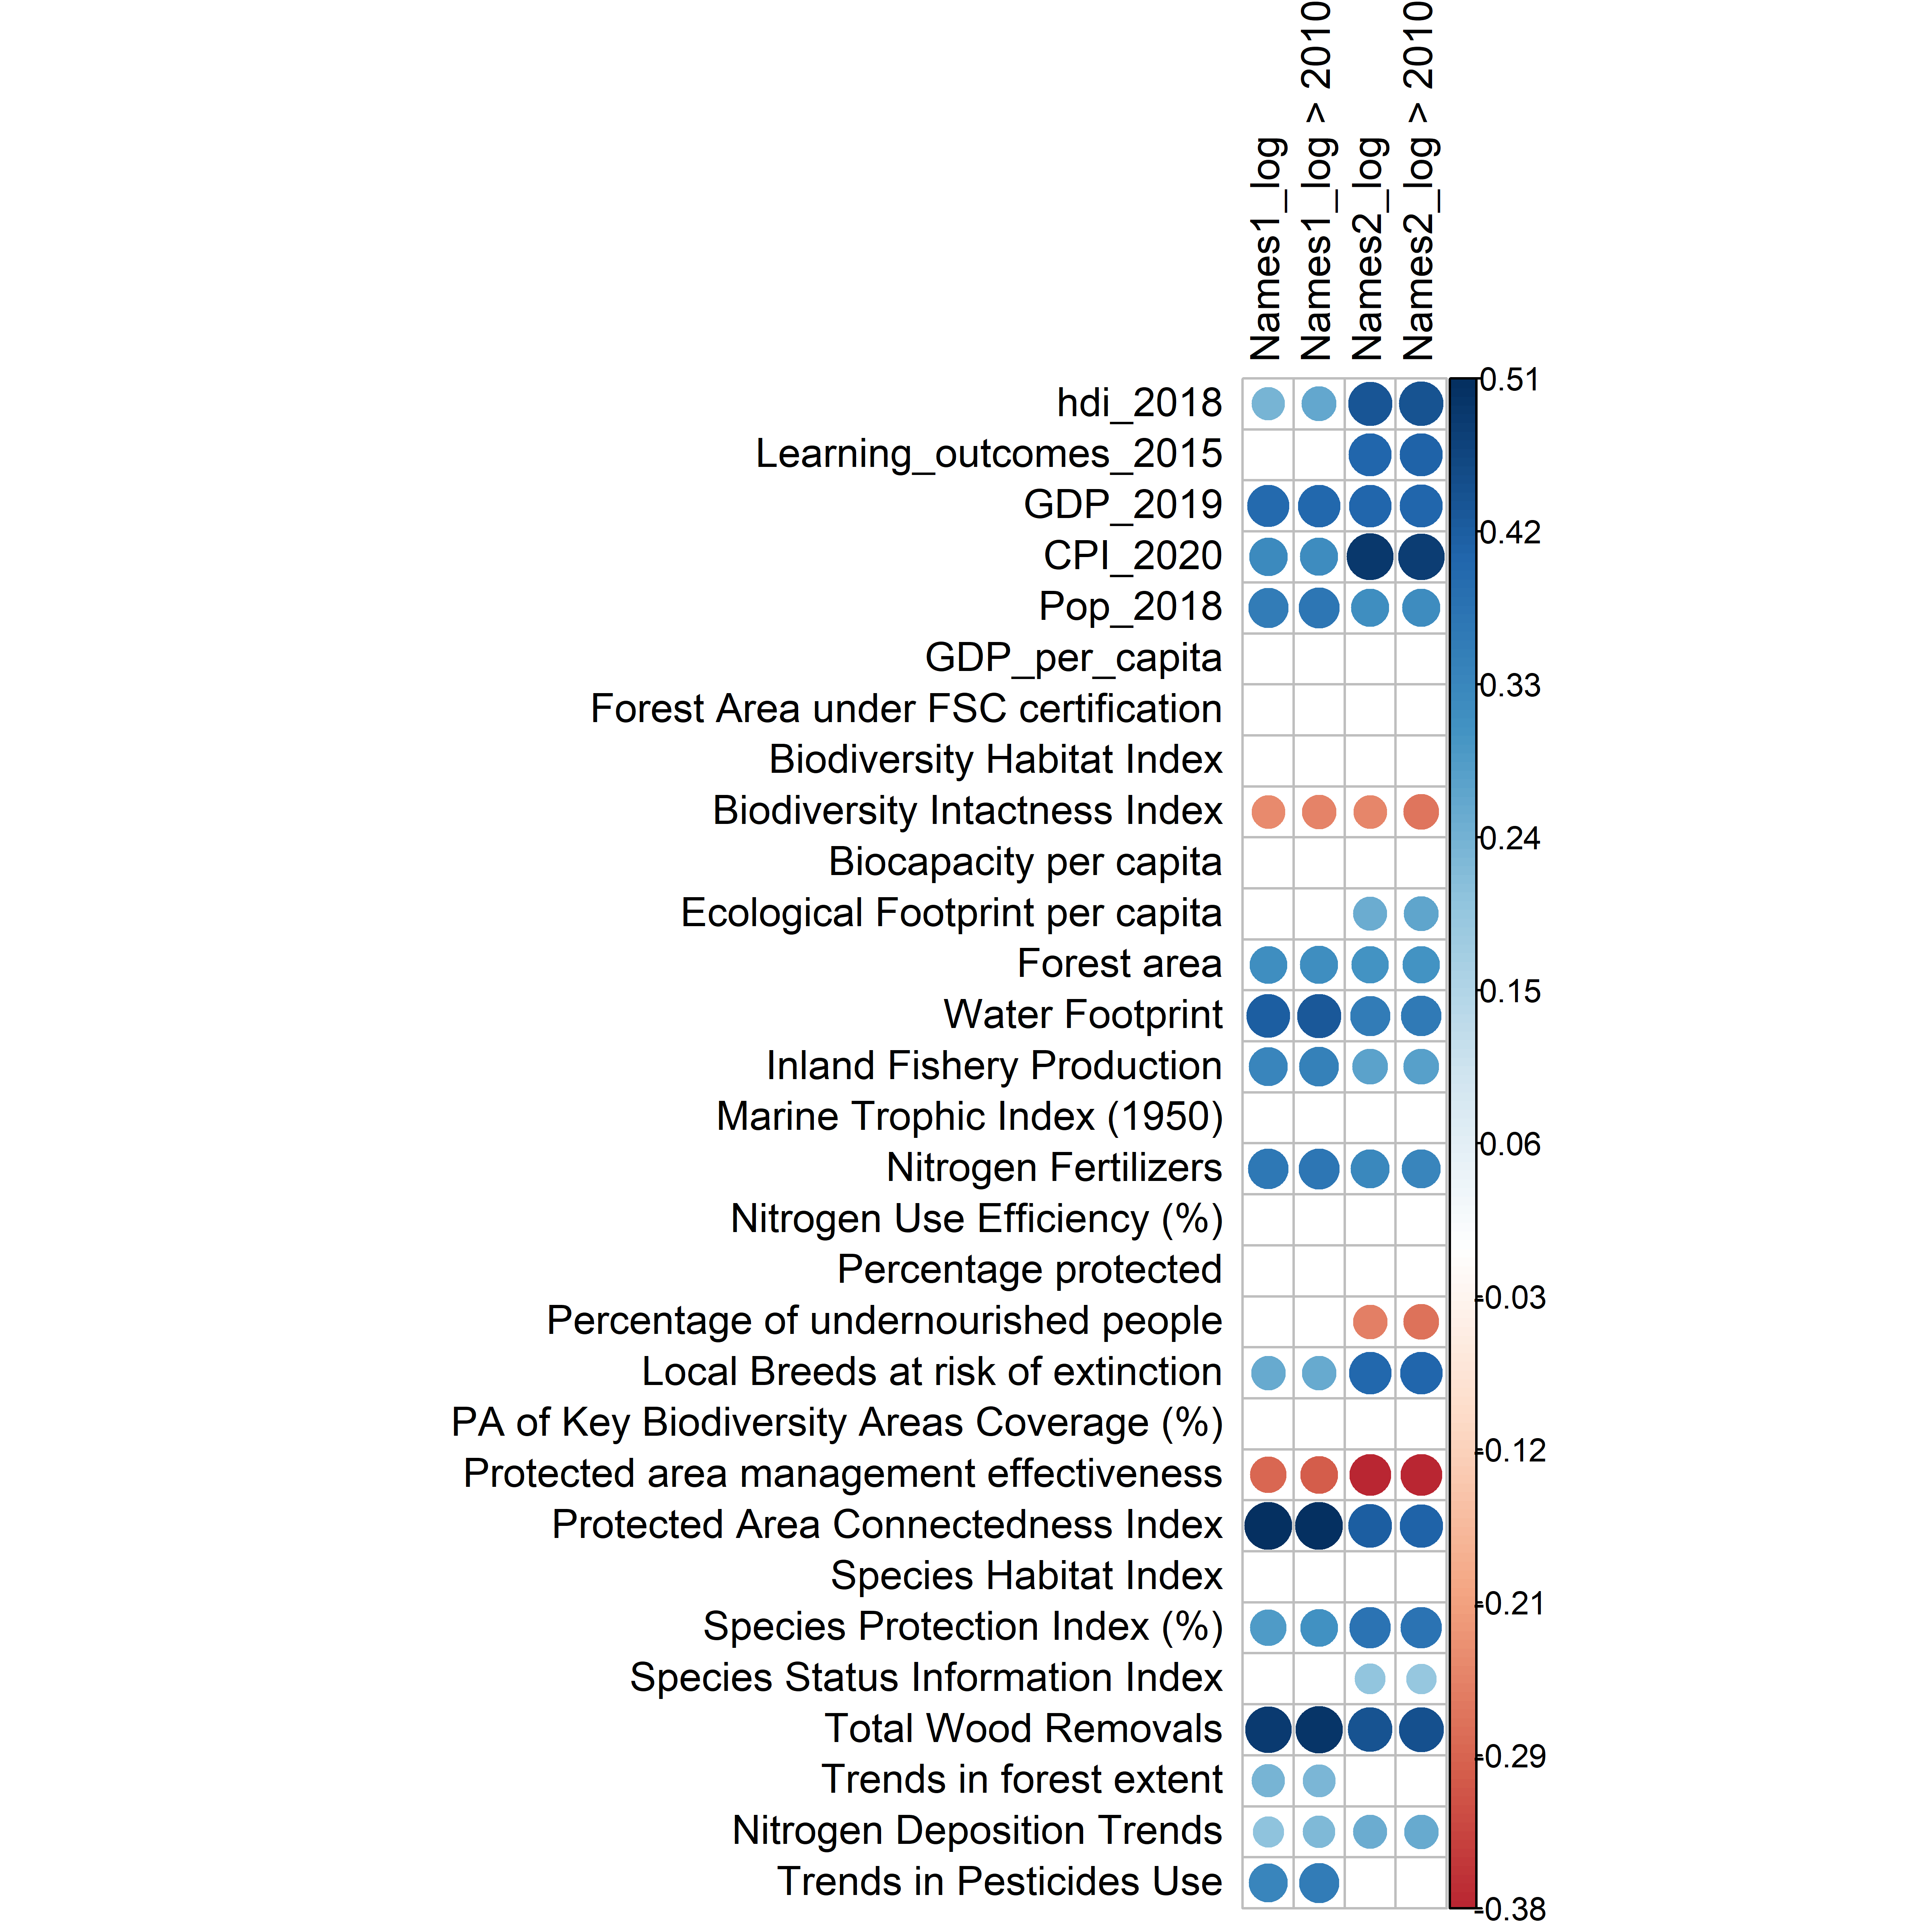 Names1_log
Names1_log > 2010
Names2_log
Names2_log > 2010
hdi_2018
Learning_outcomes_2015
GDP_2019
CPI_2020
Pop_2018
GDP_per_capita
Forest Area under FSC certification
Biodiversity Habitat Index
Biodiversity Intactness Index
Biocapacity per capita
Ecological Footprint per capita
Forest area
Water Footprint
Inland Fishery Production
Marine Trophic Index (1950)
Nitrogen Fertilizers
Nitrogen Use Efficiency (%)
Percentage protected
Percentage of undernourished people
Local Breeds at risk of extinction
PA of Key Biodiversity Areas Coverage (%)
Protected area management effectiveness
Protected Area Connectedness Index
Species Habitat Index
Species Protection Index (%)
Species Status Information Index
Total Wood Removals
Trends in forest extent
Nitrogen Deposition Trends
Trends in Pesticides Use
0.51
0.42
0.33
0.24
0.15
0.06
-0.03
-0.12
-0.21
-0.29
-0.38